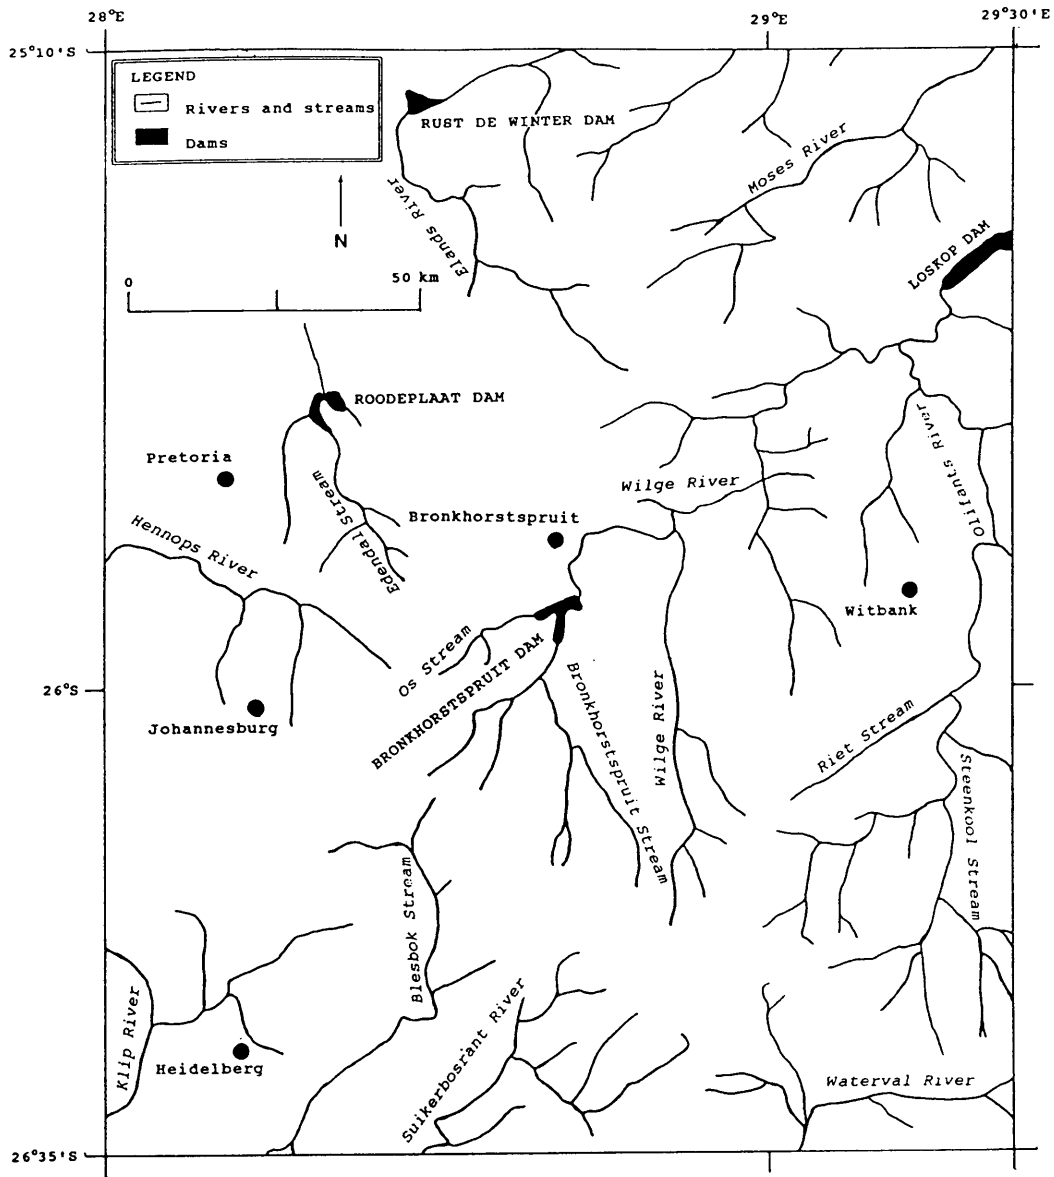 28°E
29°E
29°30'E
25°10'S
LEGEND
Rivers and streams
Dams
RUST DE WINTER DAM
Moses River
Elands River
N
LOSKOP DAM
0
50 km
ROODEPLAAT DAM
Olifants River
Pretoria
Wilge River
Edendal Stream
Bronkhorstspruit
Hennops River
Witbank
Os Stream
BRONKHORSTSPRUIT DAM
Bronkhorstspruit Stream
Wilge River
26°S
Riet Stream
Johannesburg
Steenkool Stream
Blesbok Stream
Klip River
Suikerbosrant River
Heidelberg
Waterval River
26°35'S